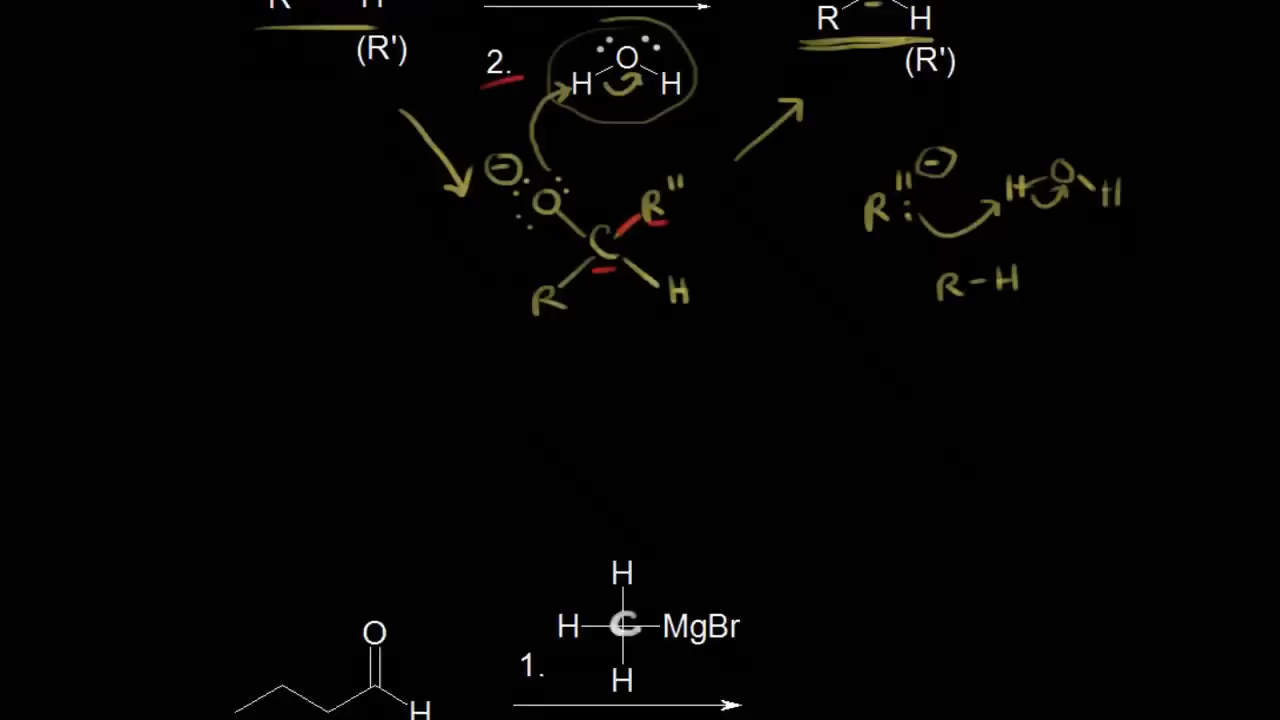 R H
R H
(R')
(R')
2.
O
H H
⊖
O R"
C
R H
R" ⊖
: H O H
R-H
H
H C MgBr
1. H
O
H